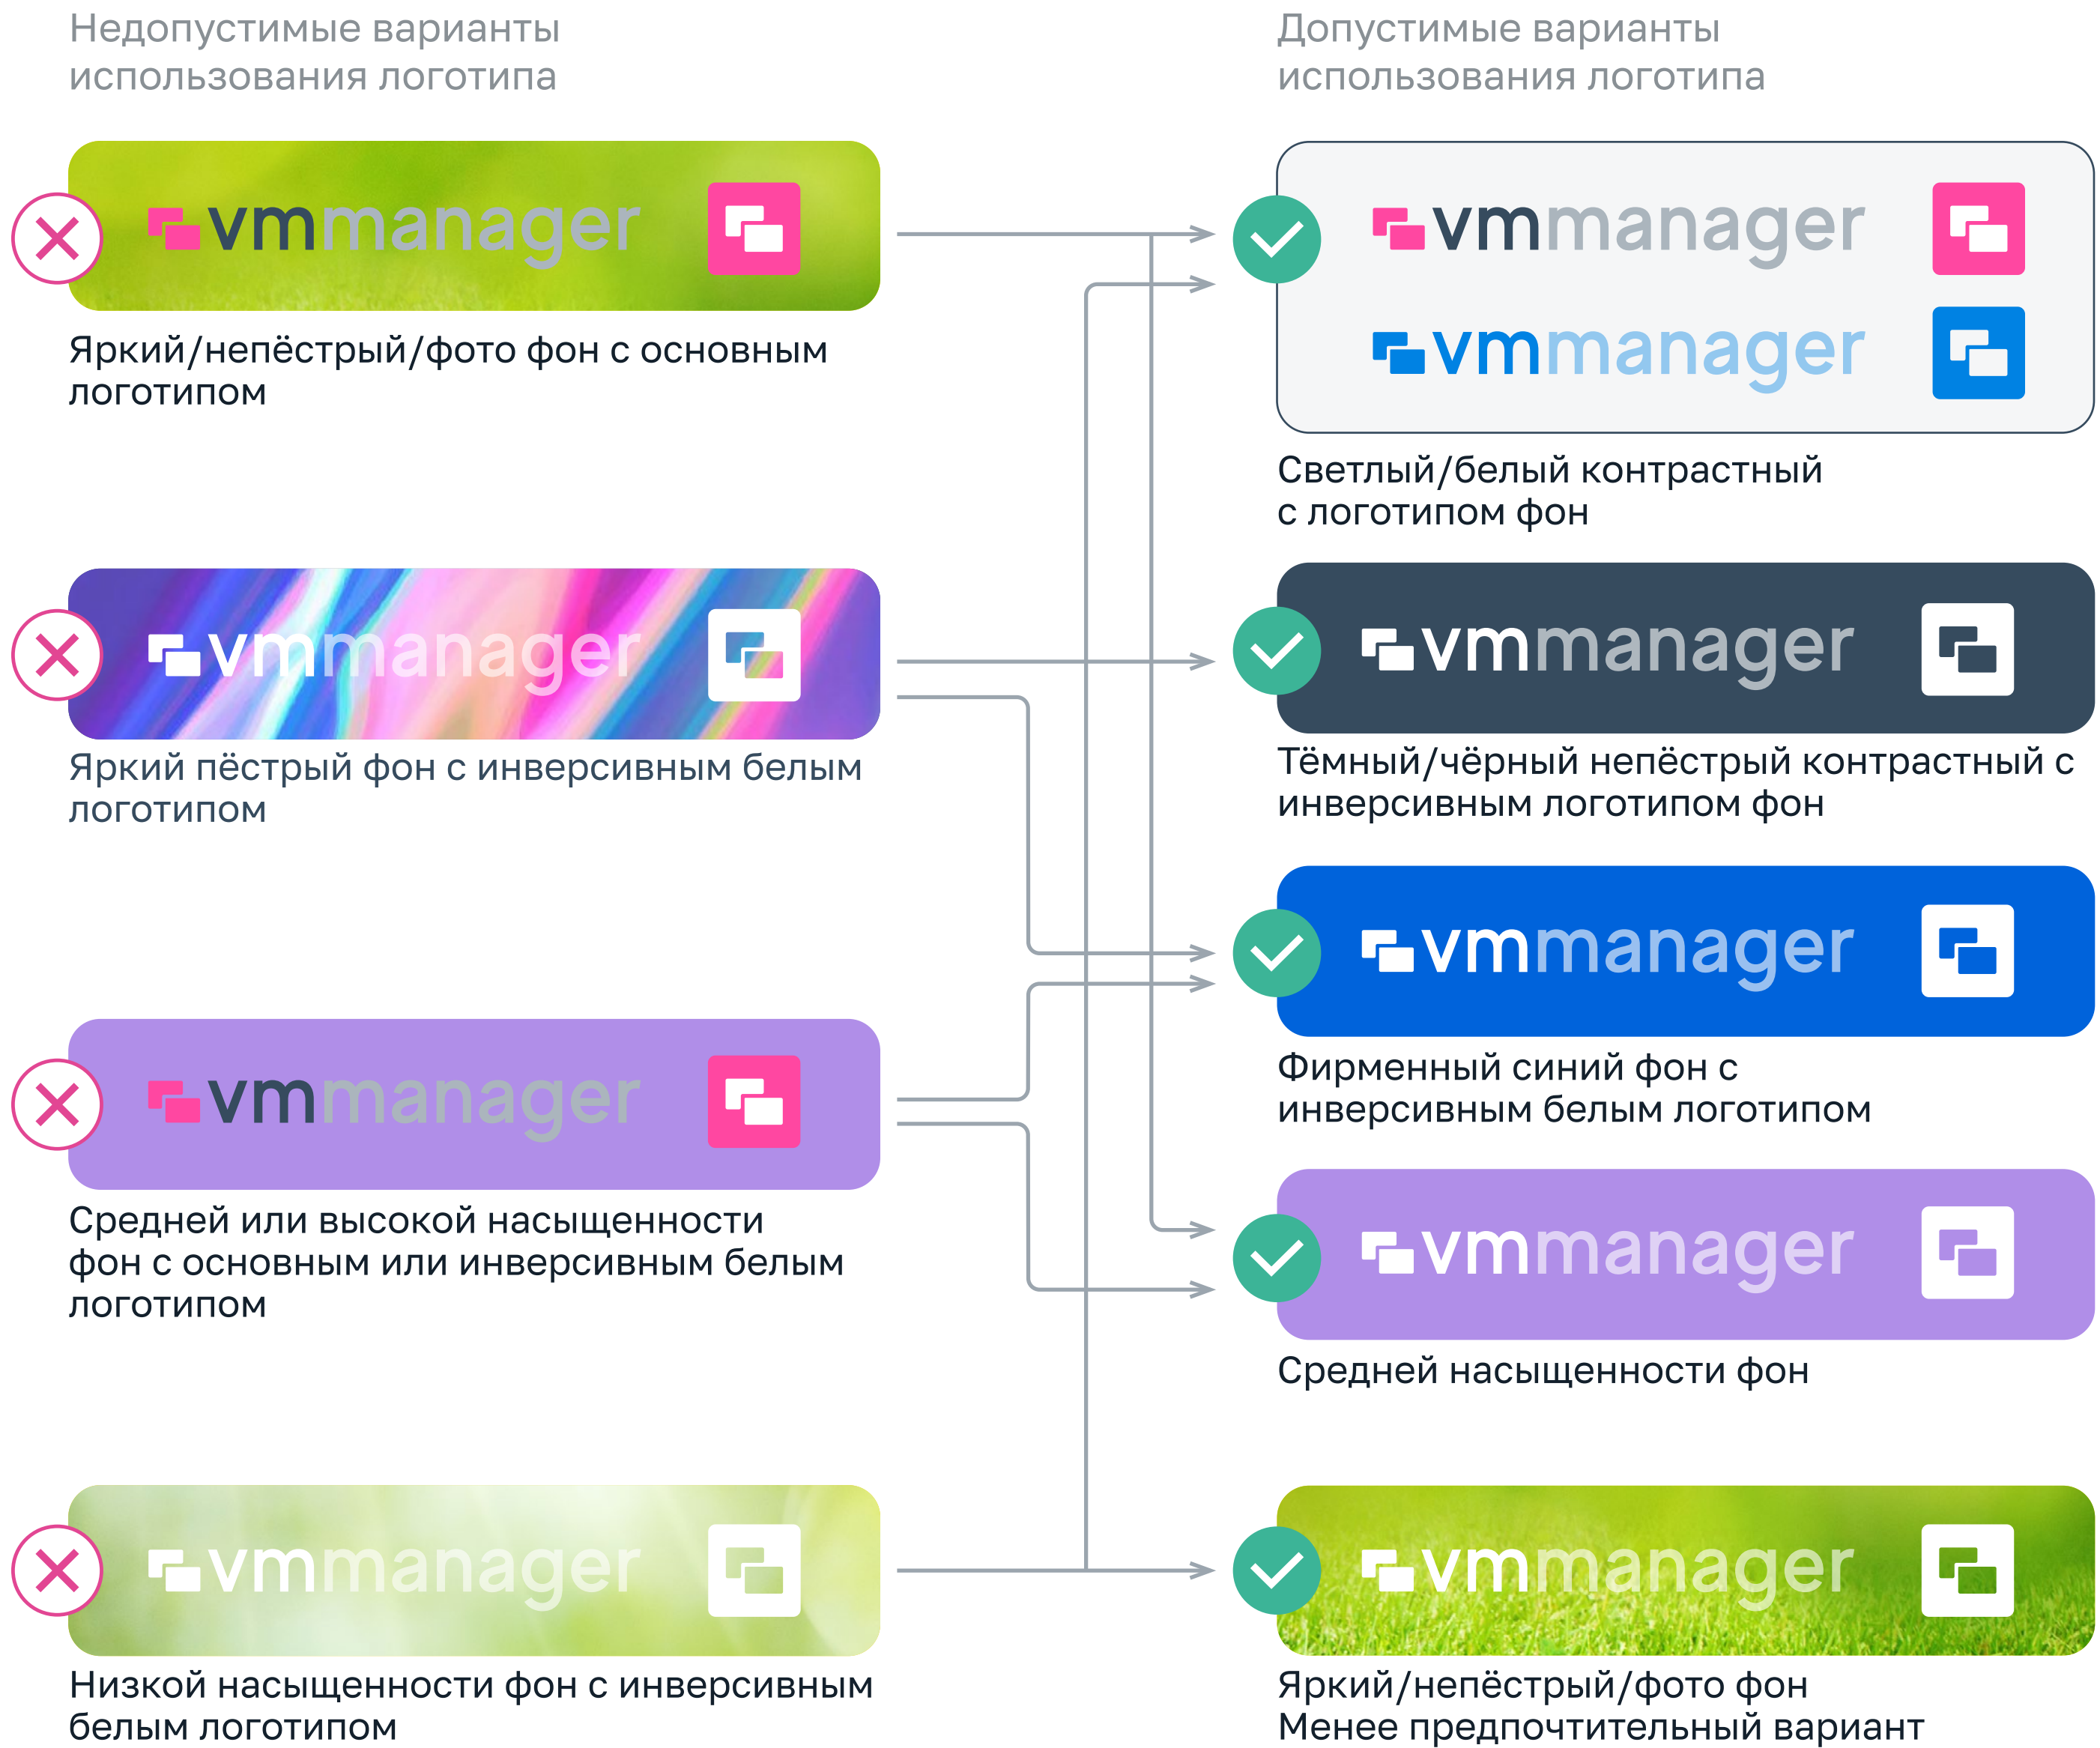 Недопустимые варианты
использования логотипа
vmmanager
Яркий/непёстрый/фото фон с основным
логотипом
vmmanager
Яркий пёстрый фон с инверсивным белым
логотипом
vmmanager
Средней или высокой насыщенности
фон с основным или инверсивным белым
логотипом
vmmanager
Низкой насыщенности фон с инверсивным
белым логотипом
Допустимые варианты
использования логотипа
vmmanager
vmmanager
Светлый/белый контрастный
с логотипом фон
vmmanager
Тёмный/чёрный непёстрый контрастный с
инверсивным логотипом фон
vmmanager
Фирменный синий фон с
инверсивным белым логотипом
vmmanager
Средней насыщенности фон
vmmanager
Яркий/непёстрый/фото фон
Менее предпочтительный вариант